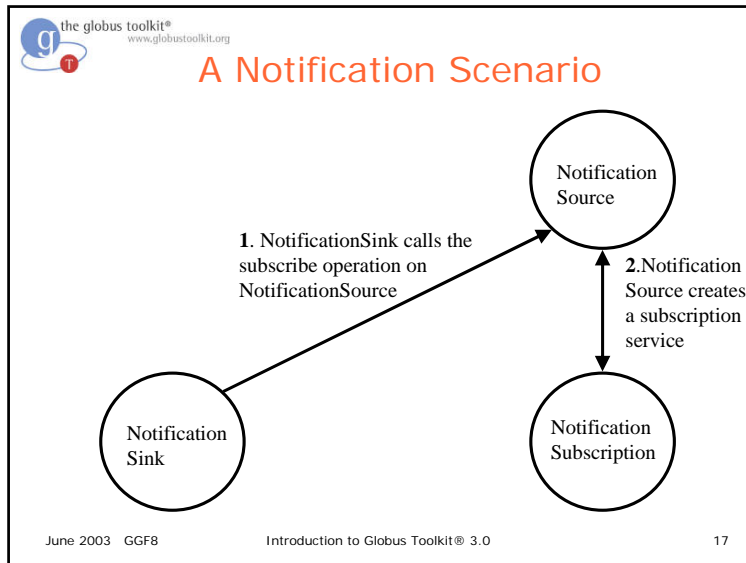 the globus toolkit®
www.globustoolkit.org
g
T
A Notification Scenario
Notification
Source
1. NotificationSink calls the
subscribe operation on
NotificationSource
2.Notification
Source creates
a subscription
service
Notification
Sink
Notification
Subscription
June 2003 GGF8
Introduction to Globus Toolkit® 3.0
17